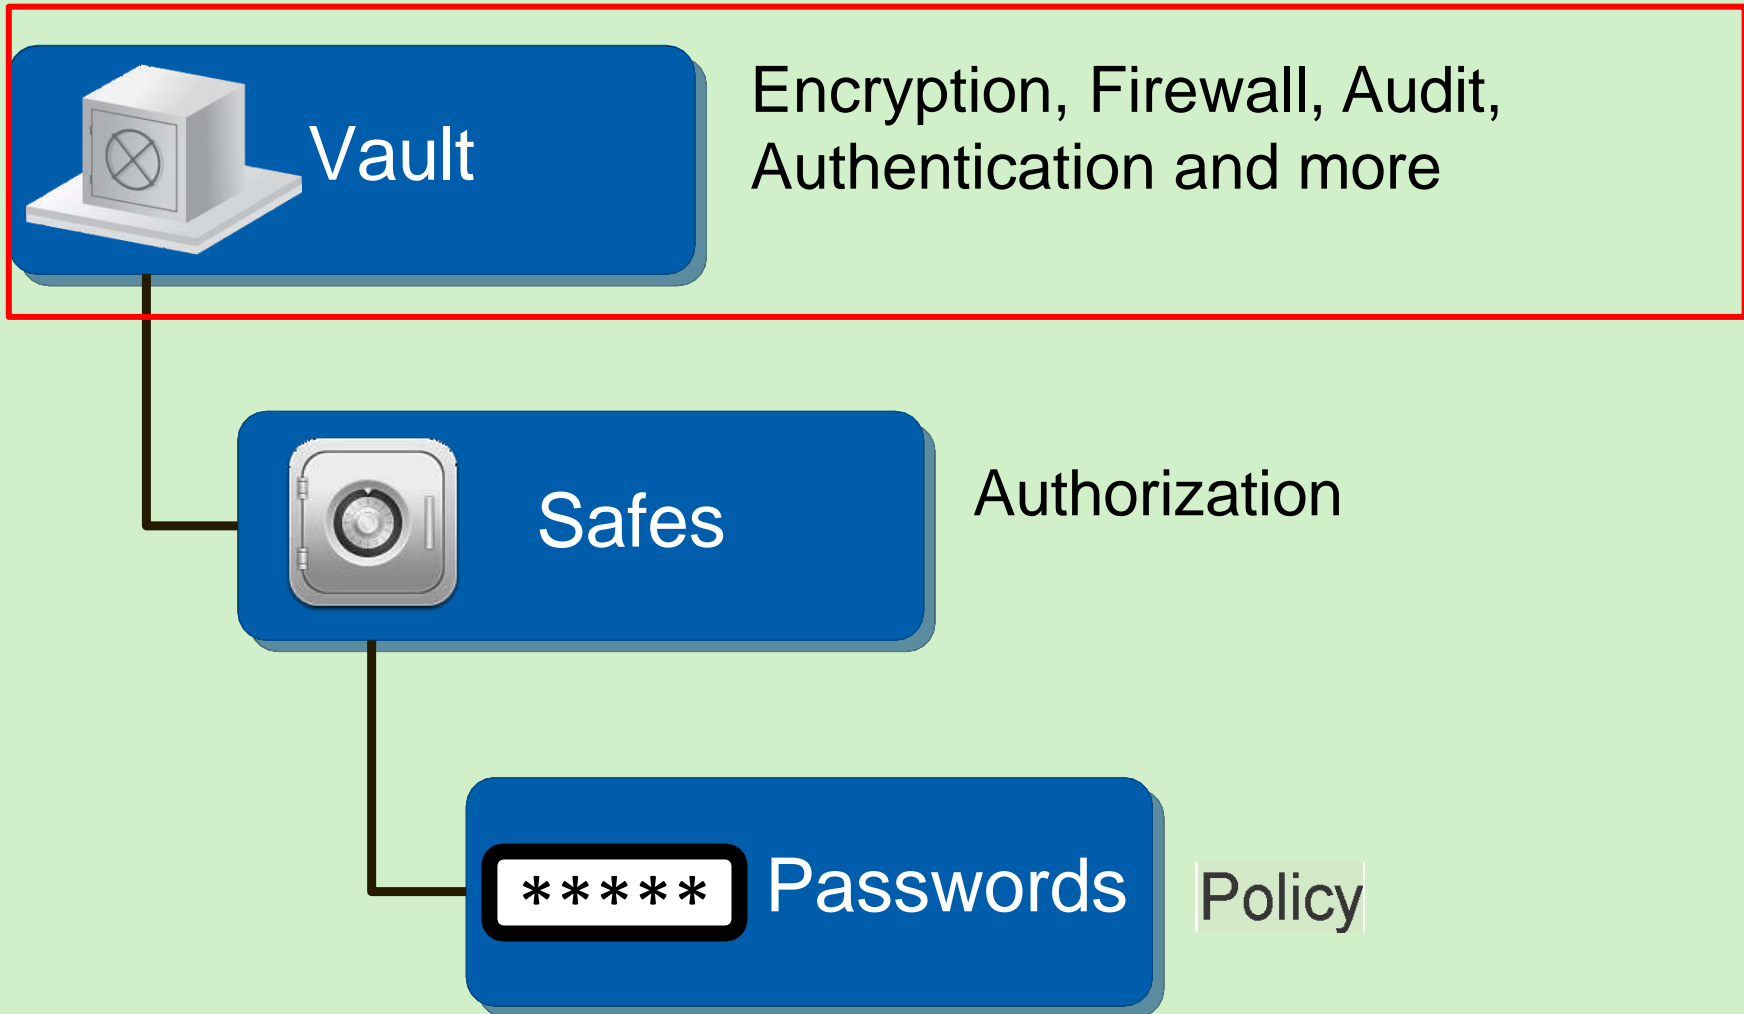 Vault
Encryption, Firewall, Audit,
Authentication and more
Safes
Authorization
*****
Passwords
Policy